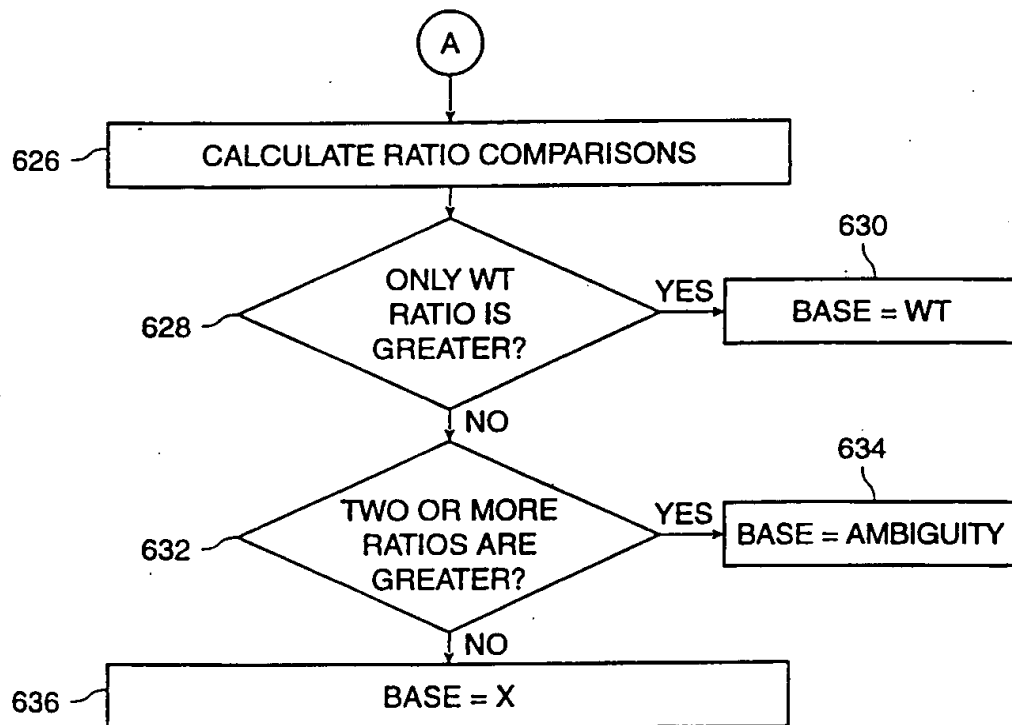 A
626
CALCULATE RATIO COMPARISONS
628
ONLY WT
RATIO IS
GREATER?
YES
630
BASE = WT
NO
632
TWO OR MORE
RATIOS ARE
GREATER?
YES
634
BASE = AMBIGUITY
NO
636
BASE = X